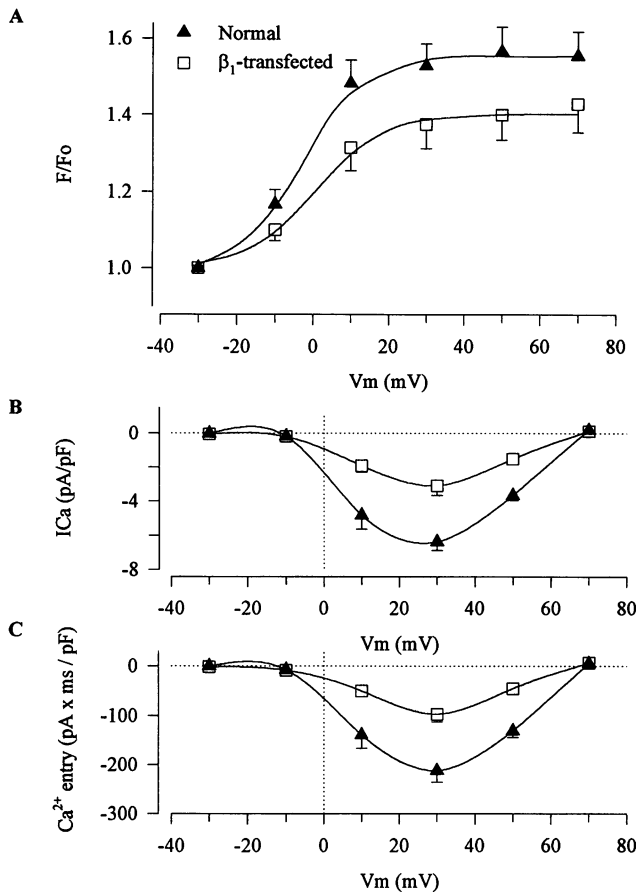 A
1.6
1.4
1.2
1.0
F/Fo
Normal
β₁-transfected
-40 -20 0 20 40 60 80
Vm (mV)
B
0
-4
-8
ICa (pA/pF)
-40 -20 0 20 40 60 80
Vm (mV)
C
0
-100
-200
-300
Ca²⁺ entry (pA x ms / pF)
-40 -20 0 20 40 60 80
Vm (mV)